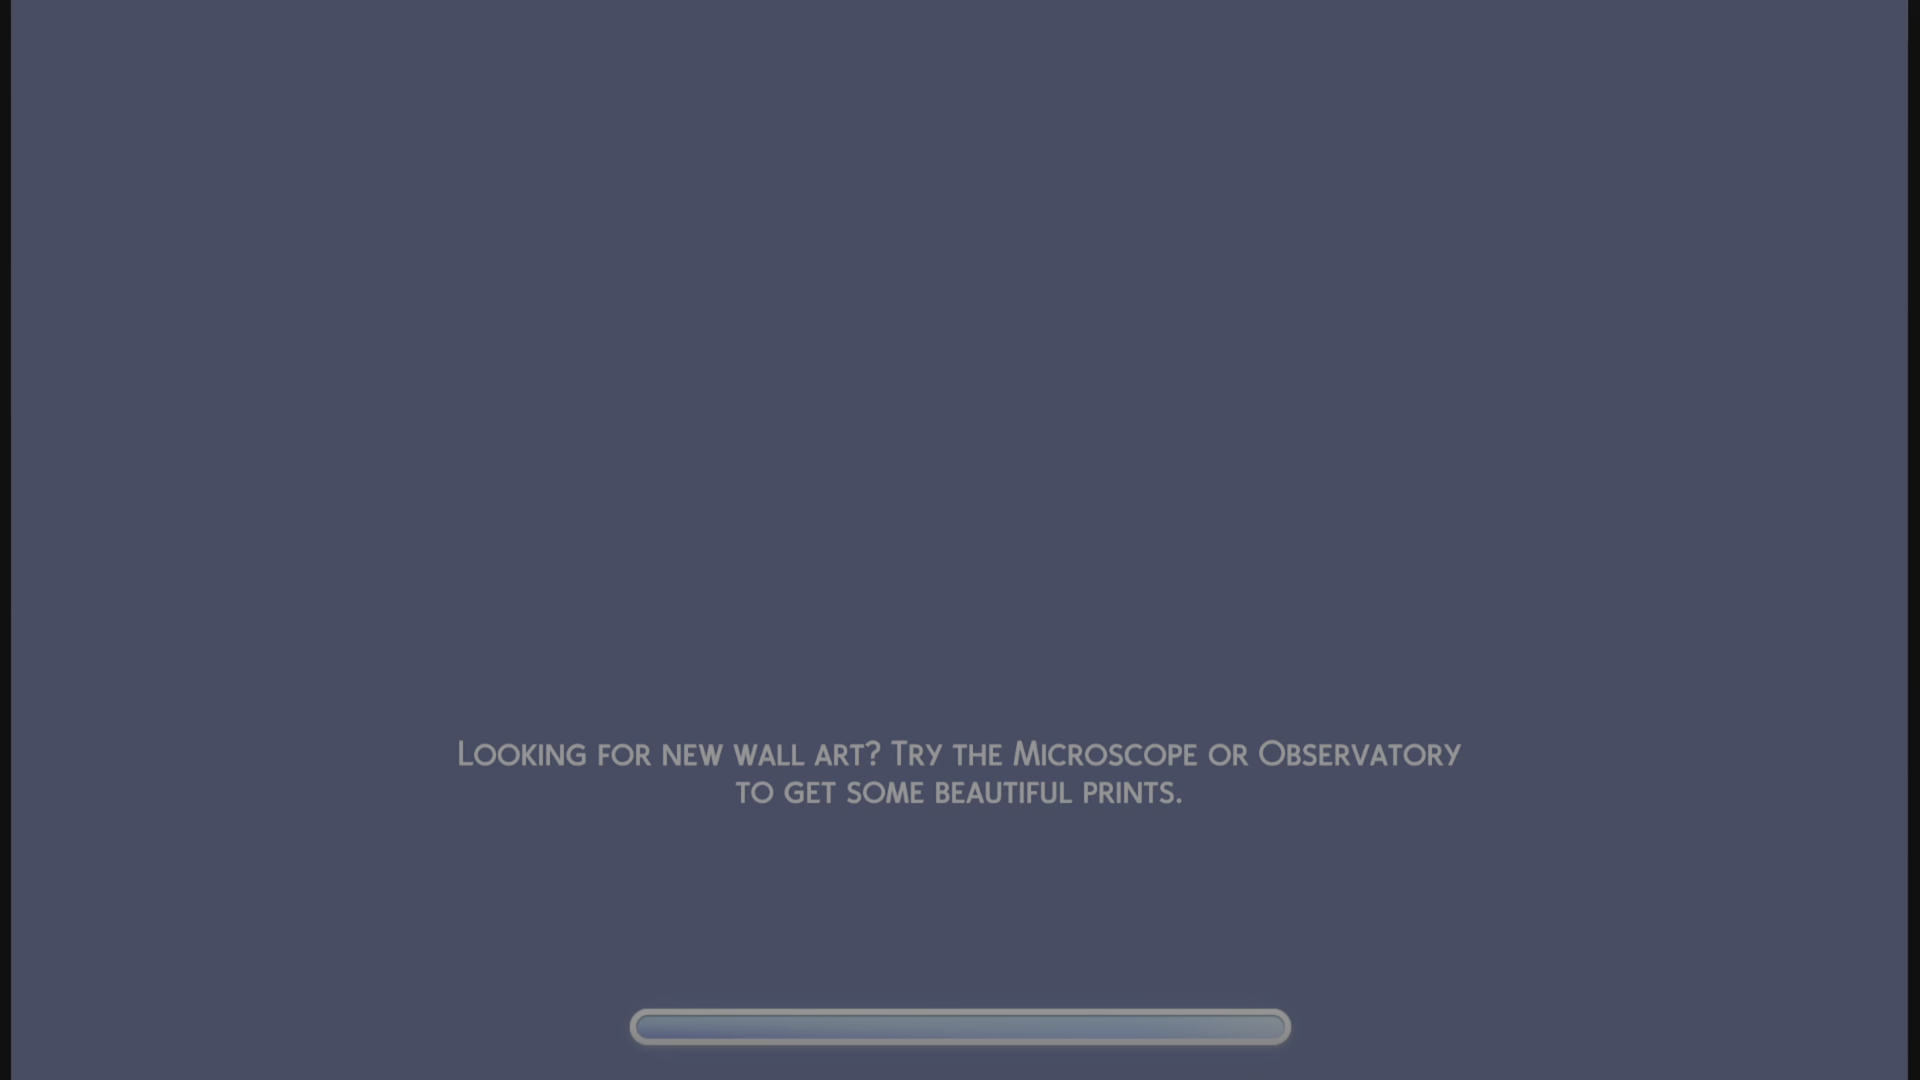 Looking for new wall art? Try the Microscope or Observatory
to get some beautiful prints.